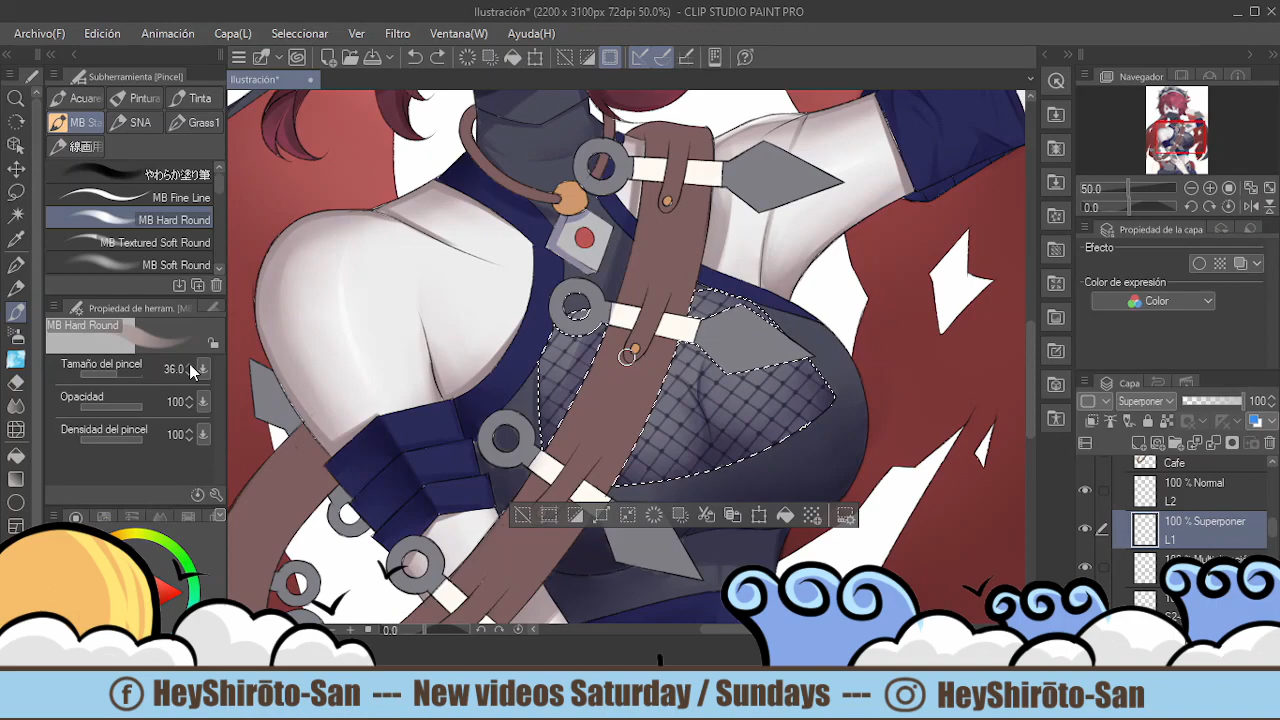 Ilustración* (2200 x 3100px 72dpi 50.0%) - CLIP STUDIO PAINT PRO
Archivo(F) Edición Animación Capa(L) Seleccionar Ver Filtro Ventana(W) Ayuda(H)
Subherramienta [Pincel]
Ilustración*
Navegador
Acuare
Pintura
Tinta
MB Sta
SNA
Grass1
線画用
やわらか塗り筆
MB Fine Line
MB Hard Round
MB Textured Soft Round
MB Soft Round
Propiedad de herram. [MB
MB Hard Round
Tamaño del pincel 36.0
Opacidad 100
Densidad del pincel 100
50.0
0.0
Propiedad de la capa
Efecto
Color de expresión
Color
Capa
Superponer 100
Cafe
100 % Normal
L2
100 % Superponer
L1
0.0
HeyShirōto-San --- New videos Saturday / Sundays --- HeyShirōto-San